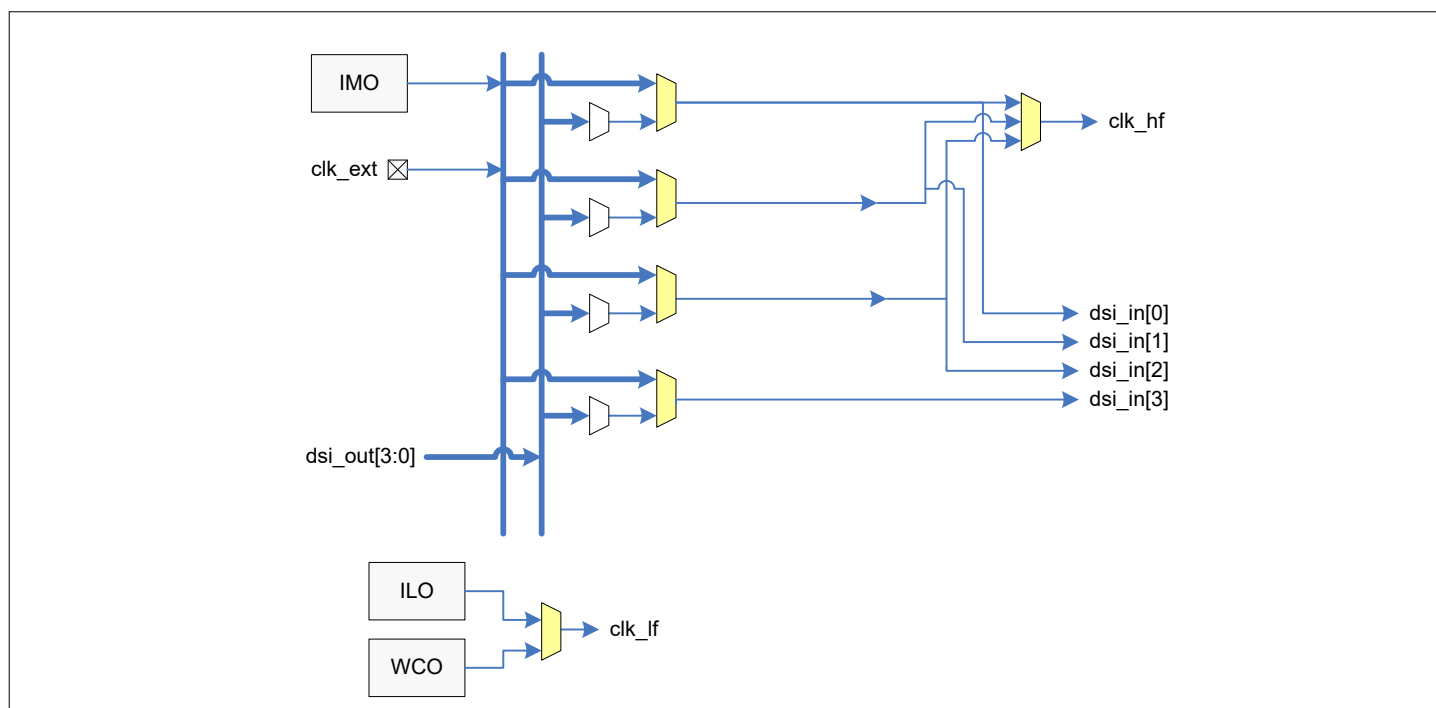 IMO
clk_ext
clk_hf
dsi_in[0]
dsi_in[1]
dsi_in[2]
dsi_in[3]
dsi_out[3:0]
ILO
clk_lf
WCO